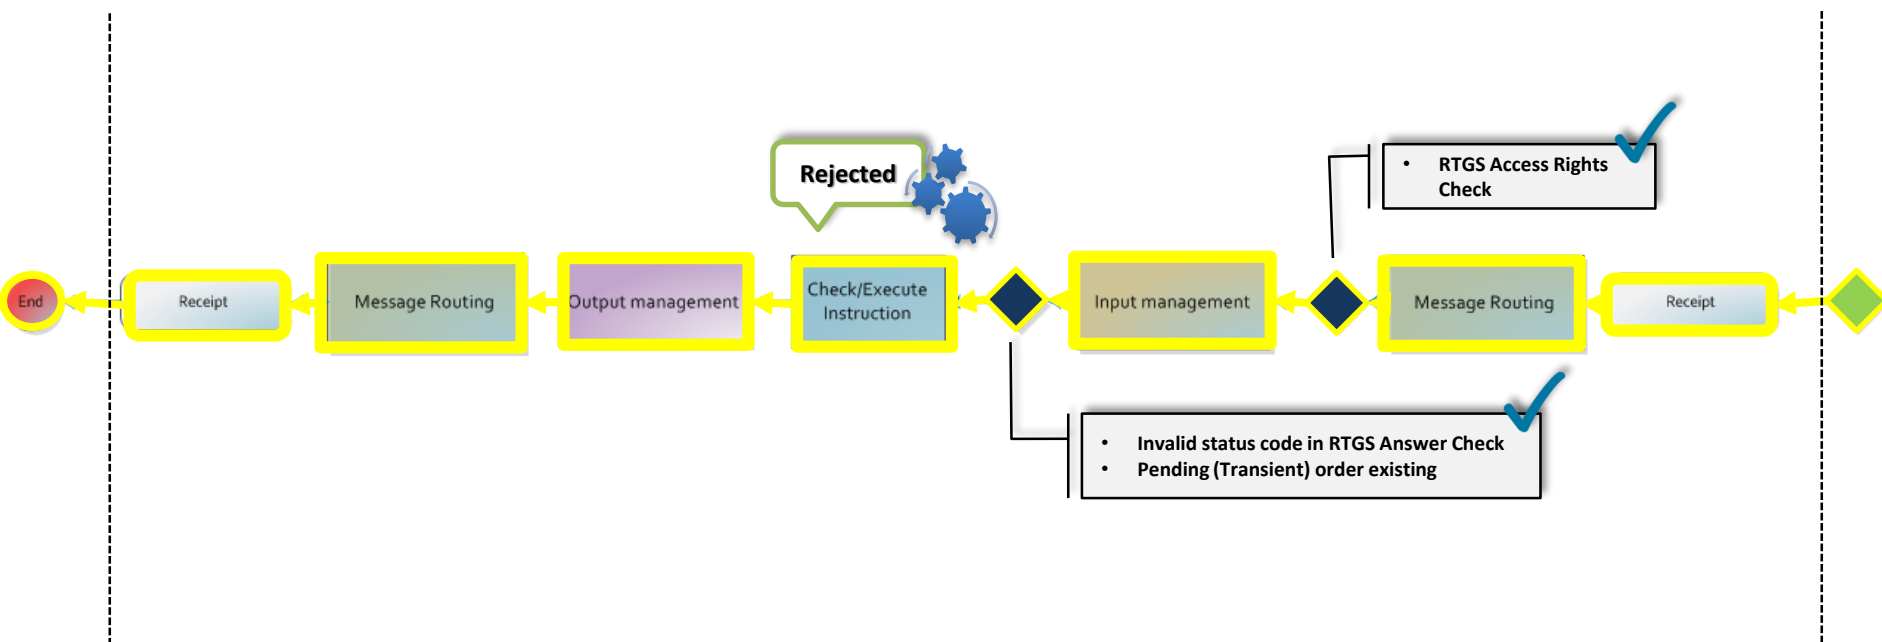 Rejected
• RTGS Access Rights
Check
End
Receipt
Message Routing
Output management
Check/Execute
Instruction
Input management
Message Routing
Receipt
• Invalid status code in RTGS Answer Check
• Pending (Transient) order existing